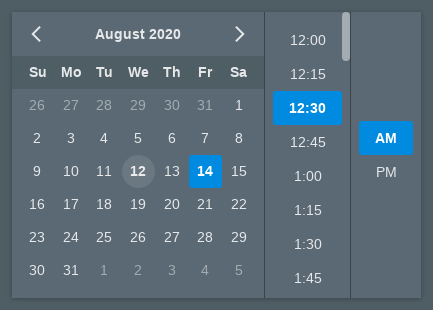 August 2020
Su Mo Tu We Th Fr Sa
26 27 28 29 30 31 1
2 3 4 5 6 7 8
9 10 11 12 13 14 15
16 17 18 19 20 21 22
23 24 25 26 27 28 29
30 31 1 2 3 4 5
12:00
12:15
12:30
12:45
1:00
1:15
1:30
1:45
AM
PM